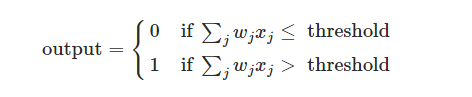 output = { 0 if ∑_j w_j x_j ≤ threshold
1 if ∑_j w_j x_j > threshold